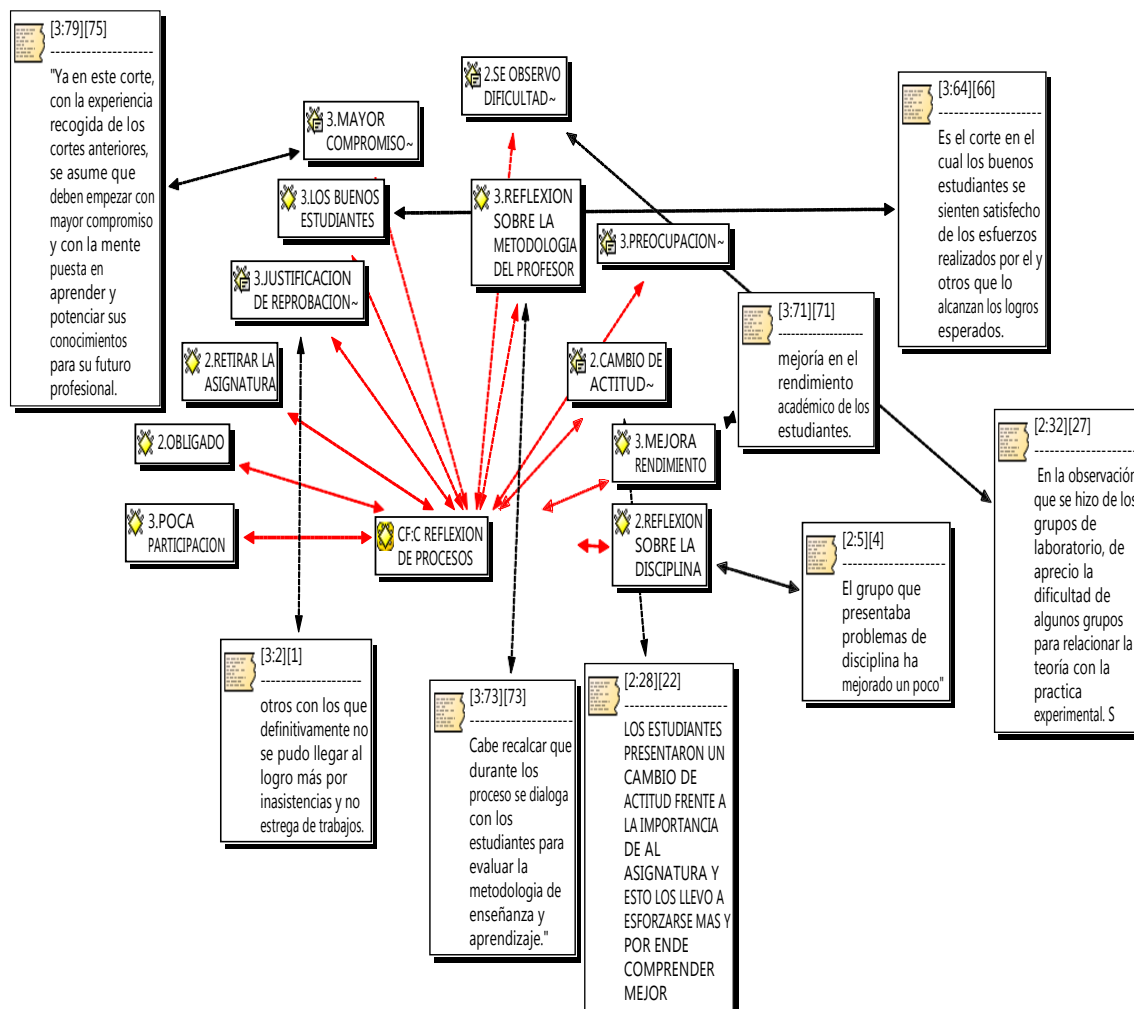 [3:79][75]
--------------------
"Ya en este corte,
con la experiencia
recogida de los
cortes anteriores,
se asume que
deben empezar con
mayor compromiso
y con la mente
puesta en
aprender y
potenciar sus
conocimientos
para su futuro
profesional.
2.SE OBSERVO
DIFICULTAD~
3.MAYOR
COMPROMISO~
[3:64][66]
--------------------
Es el corte en el
cual los buenos
estudiantes se
sienten satisfecho
de los esfuerzos
realizados por el y
otros que lo
alcanzan los logros
esperados.
3.LOS BUENOS
ESTUDIANTES
3.REFLEXION
SOBRE LA
METODOLOGIA
DEL PROFESOR
3.PREOCUPACION~
3.JUSTIFICACION
DE REPROBACION~
[3:71][71]
--------------------
mejoría en el
rendimiento
académico de los
estudiantes.
2.RETIRAR LA
ASIGNATURA
2.CAMBIO DE
ACTITUD~
2.OBLIGADO
3.MEJORA
RENDIMIENTO
[2:32][27]
--------------------
En la observación
que se hizo de los
grupos de
laboratorio, de
aprecio la
dificultad de
algunos grupos
para relacionar la
teoría con la
practica
experimental. S
3.POCA
PARTICIPACION
CF:C REFLEXION
DE PROCESOS
2.REFLEXION
SOBRE LA
DISCIPLINA
[2:5][4]
--------------------
El grupo que
presentaba
problemas de
disciplina ha
mejorado un poco"
[3:2][1]
--------------------
otros con los que
definitivamente no
se pudo llegar al
logro más por
inasistencias y no
estrega de trabajos.
[3:73][73]
--------------------
Cabe recalcar que
durante los
proceso se dialoga
con los
estudiantes para
evaluar la
metodologia de
enseñanza y
aprendizaje."
[2:28][22]
--------------------
LOS ESTUDIANTES
PRESENTARON UN
CAMBIO DE
ACTITUD FRENTE A
LA IMPORTANCIA
DE AL
ASIGNATURA Y
ESTO LOS LLEVO A
ESFORZARSE MAS Y
POR ENDE
COMPRENDER
MEJOR